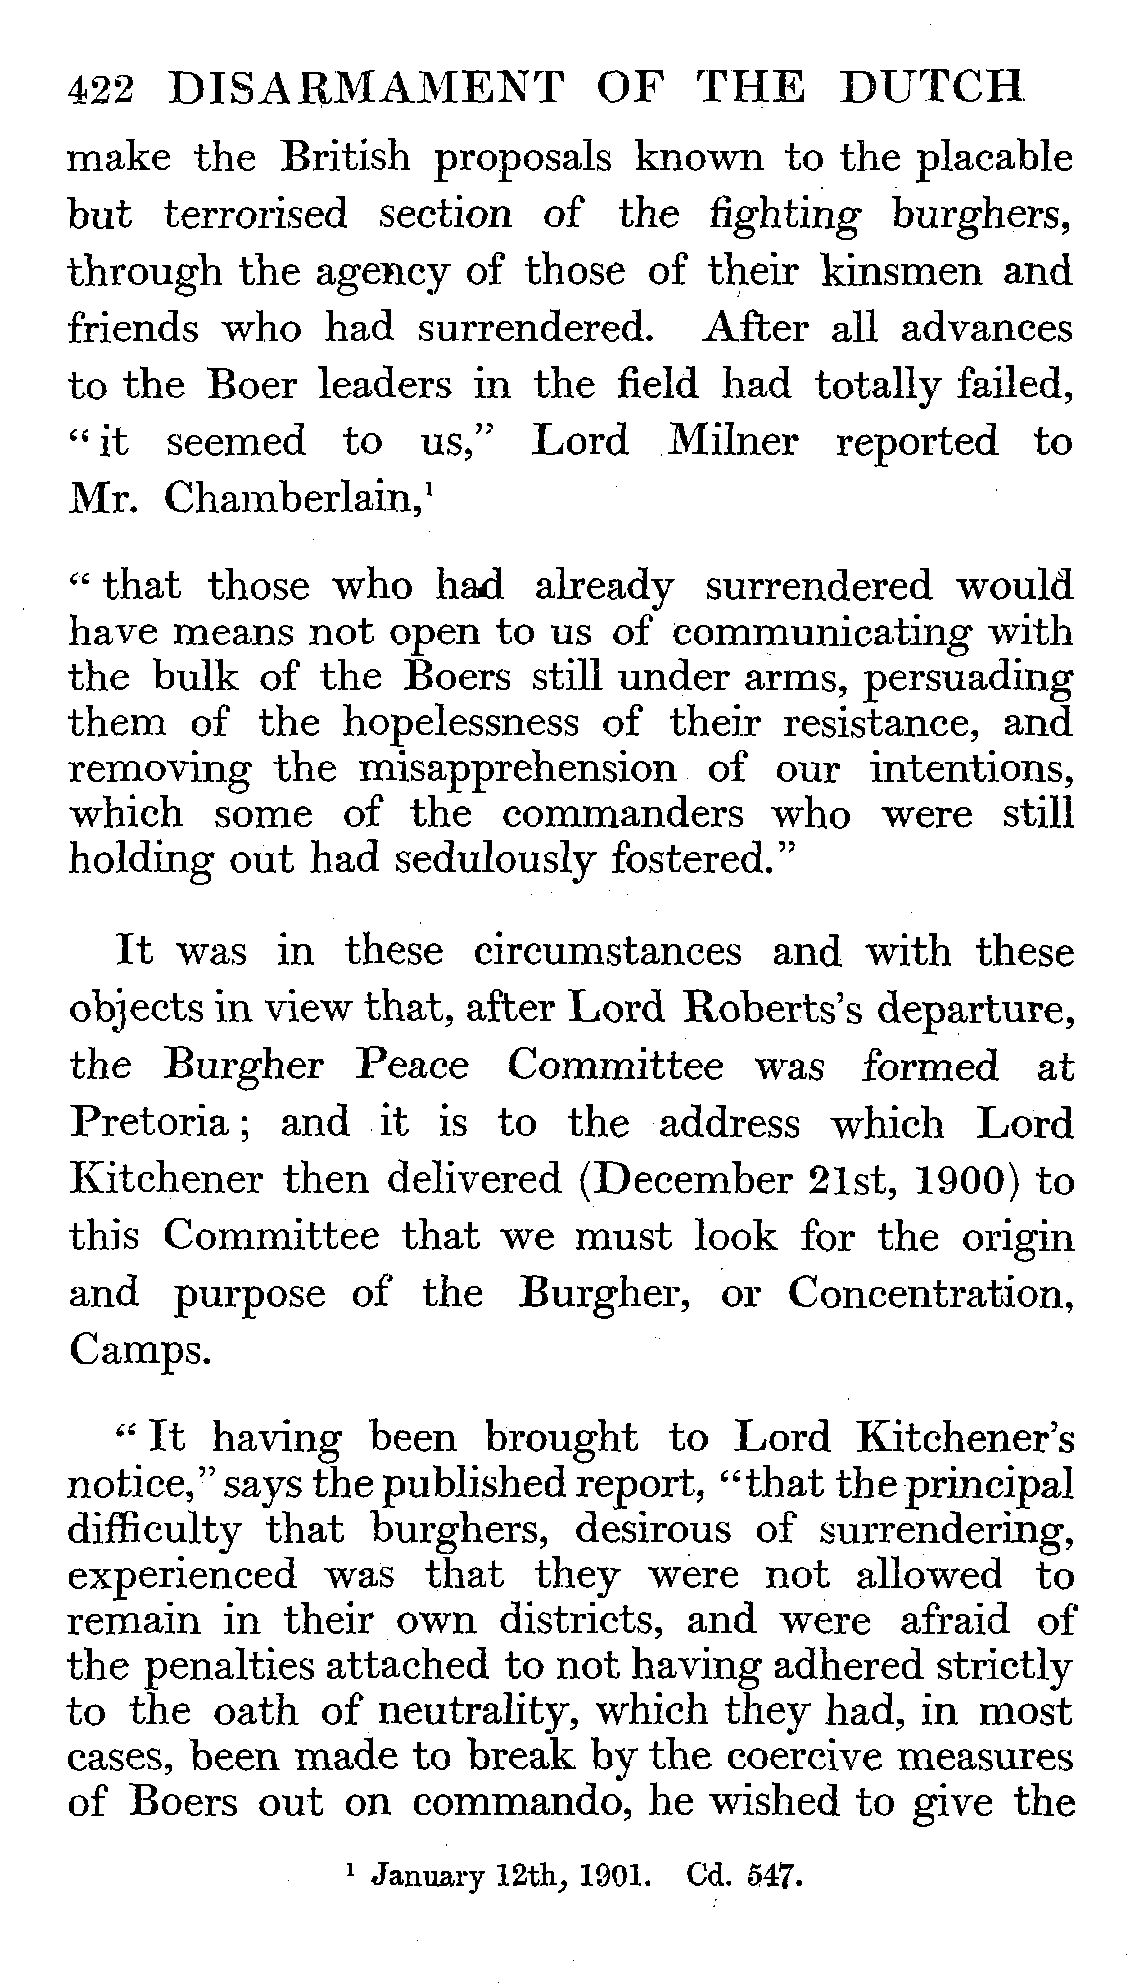 422 DISARMAMENT OF THE DUTCH
make the British proposals known to the placable
but terrorised section of the fighting burghers,
through the agency of those of their kinsmen and
friends who had surrendered. After all advances
to the Boer leaders in the field had totally failed,
“it seemed to us,” Lord Milner reported to
Mr. Chamberlain,¹
“that those who had already surrendered would
have means not open to us of communicating with
the bulk of the Boers still under arms, persuading
them of the hopelessness of their resistance, and
removing the misapprehension of our intentions,
which some of the commanders who were still
holding out had sedulously fostered.”
It was in these circumstances and with these
objects in view that, after Lord Roberts's departure,
the Burgher Peace Committee was formed at
Pretoria; and it is to the address which Lord
Kitchener then delivered (December 21st, 1900) to
this Committee that we must look for the origin
and purpose of the Burgher, or Concentration,
Camps.
“It having been brought to Lord Kitchener's
notice,” says the published report, “that the principal
difficulty that burghers, desirous of surrendering,
experienced was that they were not allowed to
remain in their own districts, and were afraid of
the penalties attached to not having adhered strictly
to the oath of neutrality, which they had, in most
cases, been made to break by the coercive measures
of Boers out on commando, he wished to give the
¹ January 12th, 1901. Cd. 547.